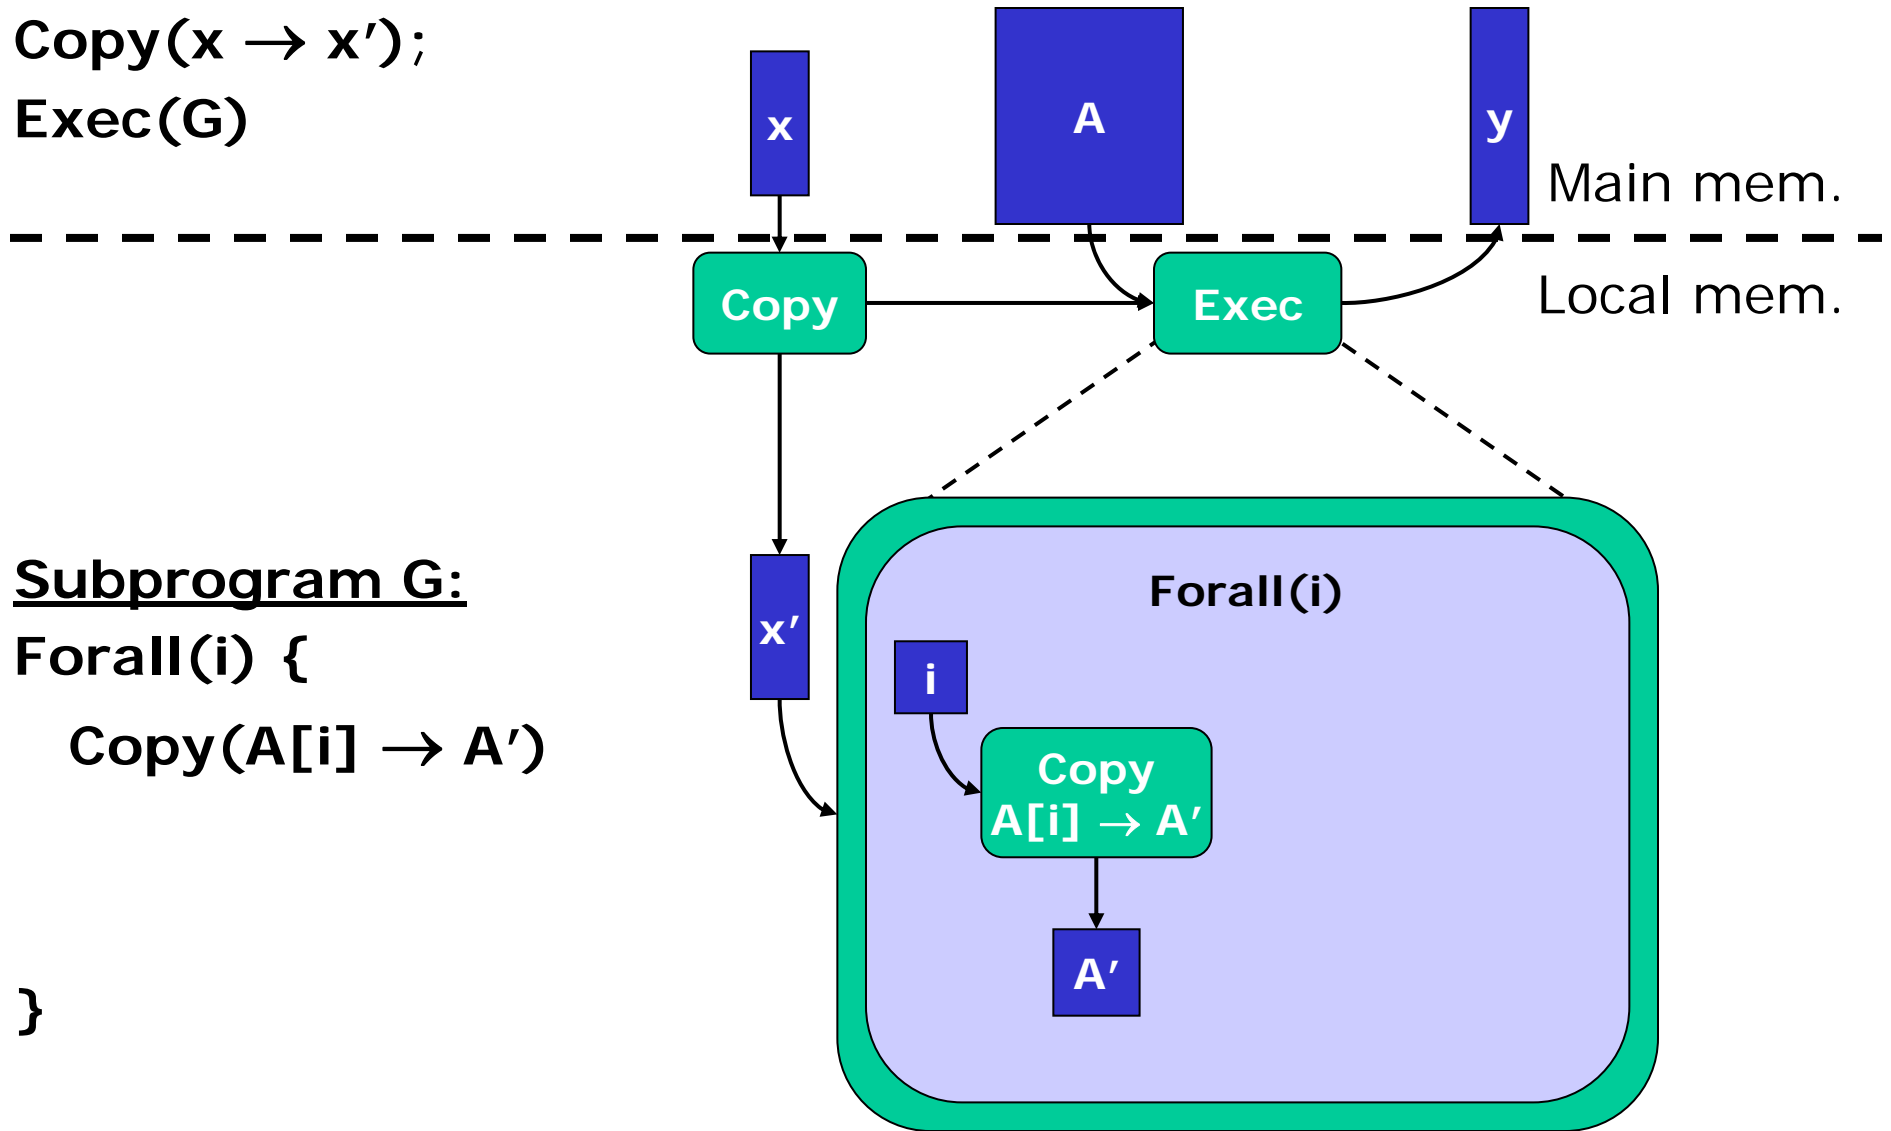 Copy(x → x′);
Exec(G)
x
A
y
Main mem.
Local mem.
Copy
Exec
Subprogram G:
Forall(i) {
Copy(A[i] → A′)
}
x′
Forall(i)
i
Copy
A[i] → A′
A′